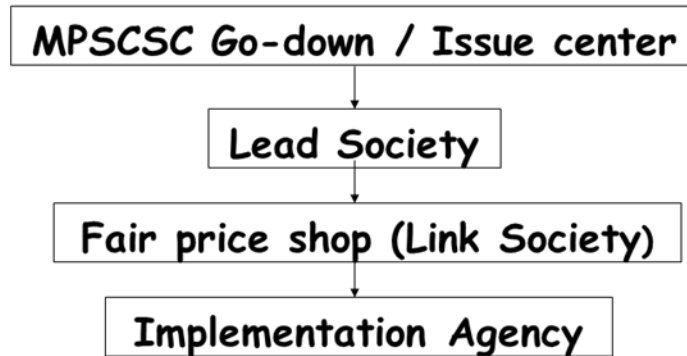 MPSCSC Go-down / Issue center
Lead Society
Fair price shop (Link Society)
Implementation Agency